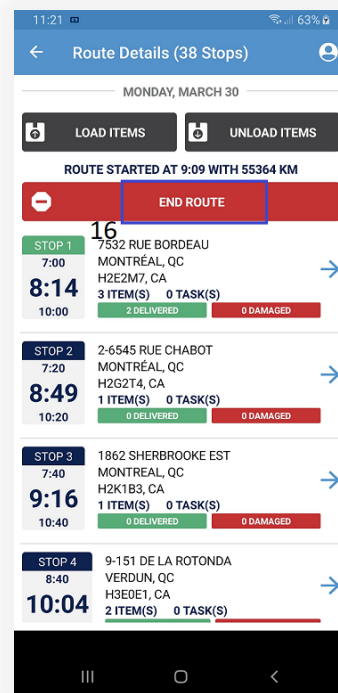 11:21 63%
Route Details (38 Stops)
MONDAY, MARCH 30
LOAD ITEMS UNLOAD ITEMS
ROUTE STARTED AT 9:09 WITH 55364 KM
END ROUTE
16
STOP 1
7:00
8:14
10:00
7532 RUE BORDEAU
MONTRÉAL, QC
H2E2M7, CA
3 ITEM(S) 0 TASK(S)
2 DELIVERED 0 DAMAGED
STOP 2
7:20
8:49
10:20
2-6545 RUE CHABOT
MONTRÉAL, QC
H2G2T4, CA
1 ITEM(S) 0 TASK(S)
0 DELIVERED 0 DAMAGED
STOP 3
7:40
9:16
10:40
1862 SHERBROOKE EST
MONTREAL, QC
H2K1B3, CA
1 ITEM(S) 0 TASK(S)
0 DELIVERED 0 DAMAGED
STOP 4
8:40
10:04
9-151 DE LA ROTONDA
VERDUN, QC
H3E0E1, CA
2 ITEM(S) 0 TASK(S)